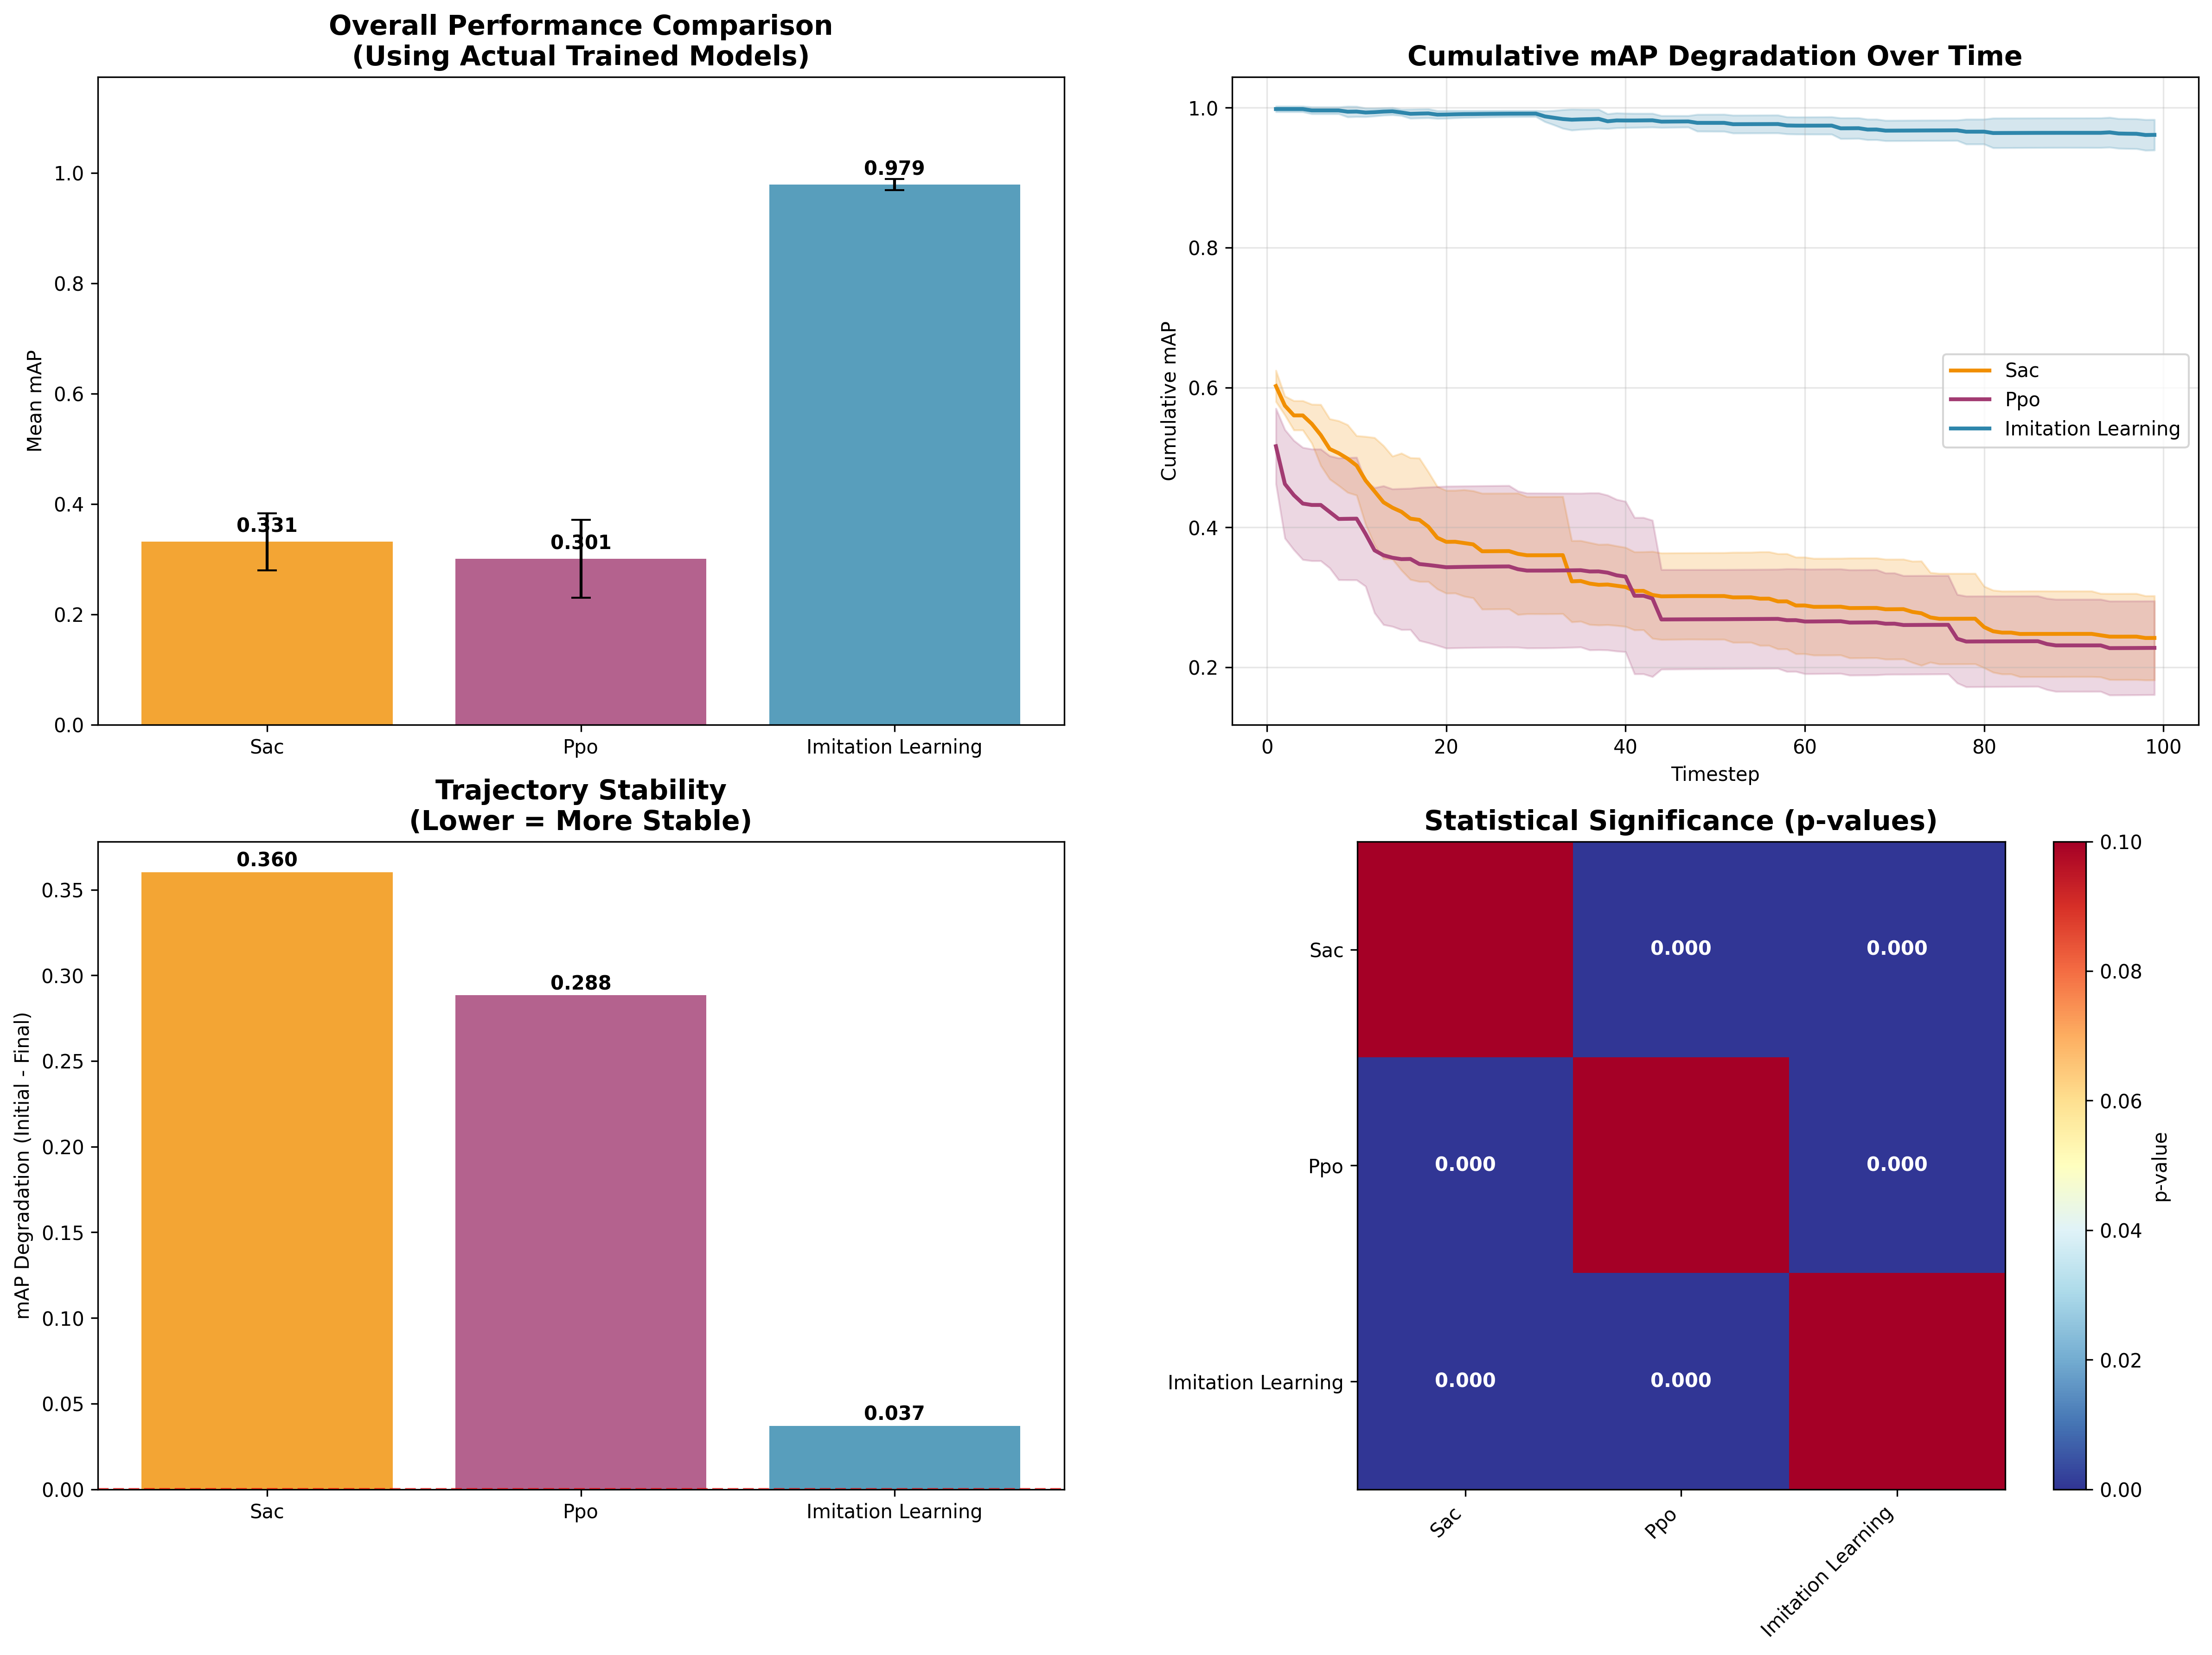 Overall Performance Comparison
(Using Actual Trained Models)
Mean mAP
1.0
0.8
0.6
0.4
0.2
0.0
0.331
0.301
0.979
Sac
Ppo
Imitation Learning
Cumulative mAP Degradation Over Time
Cumulative mAP
1.0
0.8
0.6
0.4
0.2
Sac
Ppo
Imitation Learning
0
20
40
60
80
100
Timestep
Trajectory Stability
(Lower = More Stable)
mAP Degradation (Initial - Final)
0.35
0.30
0.25
0.20
0.15
0.10
0.05
0.00
0.360
0.288
0.037
Sac
Ppo
Imitation Learning
Statistical Significance (p-values)
Sac
0.000
0.000
Ppo
0.000
0.000
Imitation Learning
0.000
0.000
Sac
Ppo
Imitation Learning
0.10
0.08
0.06
0.04
0.02
0.00
p-value